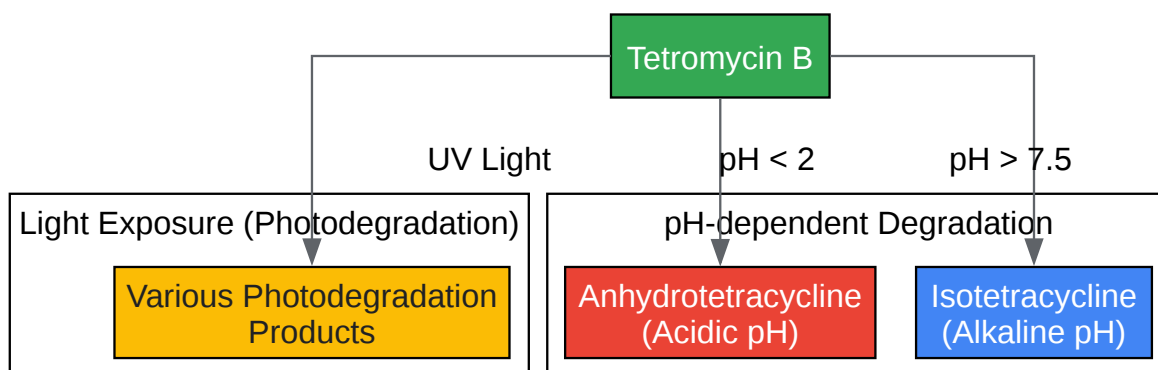 Tetromycin B
UV Light
pH < 2
pH > 7.5
Light Exposure (Photodegradation)
pH-dependent Degradation
Various Photodegradation
Products
Anhydrotetracycline
(Acidic pH)
Isotetracycline
(Alkaline pH)